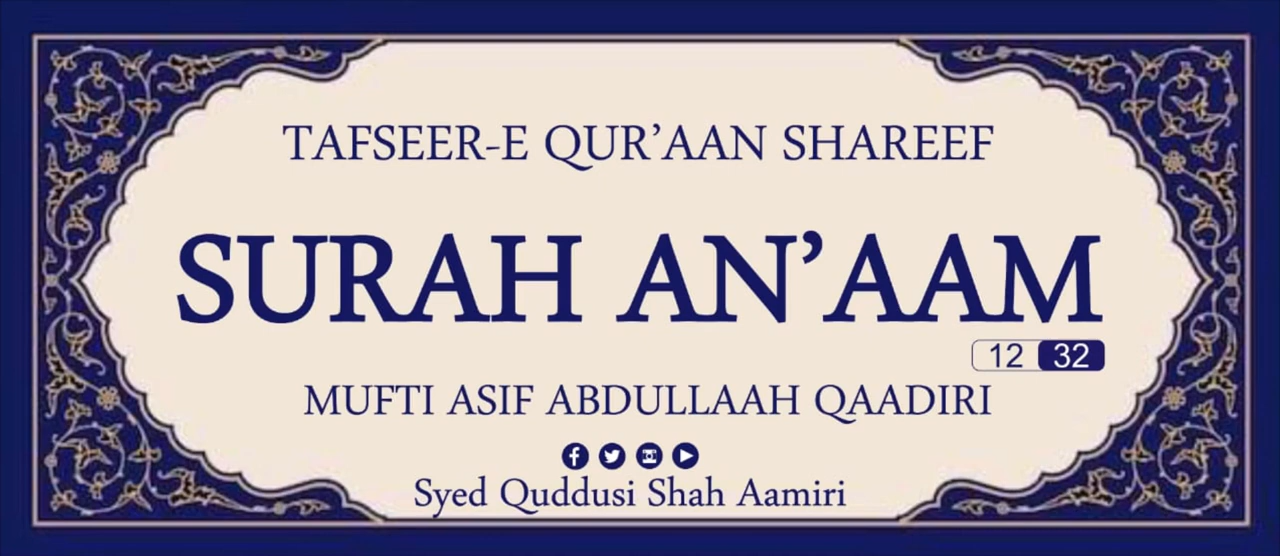 TAFSEER-E QUR’AAN SHAREEF
SURAH AN’AAM
12 32
MUFTI ASIF ABDULLAAH QAADIRI
Syed Quddusi Shah Aamiri